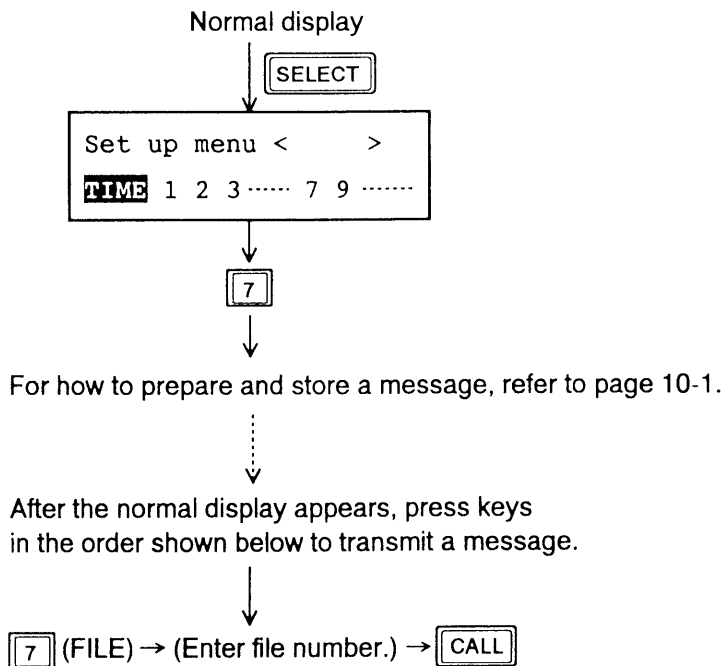 Normal display
SELECT
Set up menu <     >
TIME 1 2 3 ······ 7 9 ·······
7
For how to prepare and store a message, refer to page 10-1.
After the normal display appears, press keys
in the order shown below to transmit a message.
7 (FILE) → (Enter file number.) → CALL